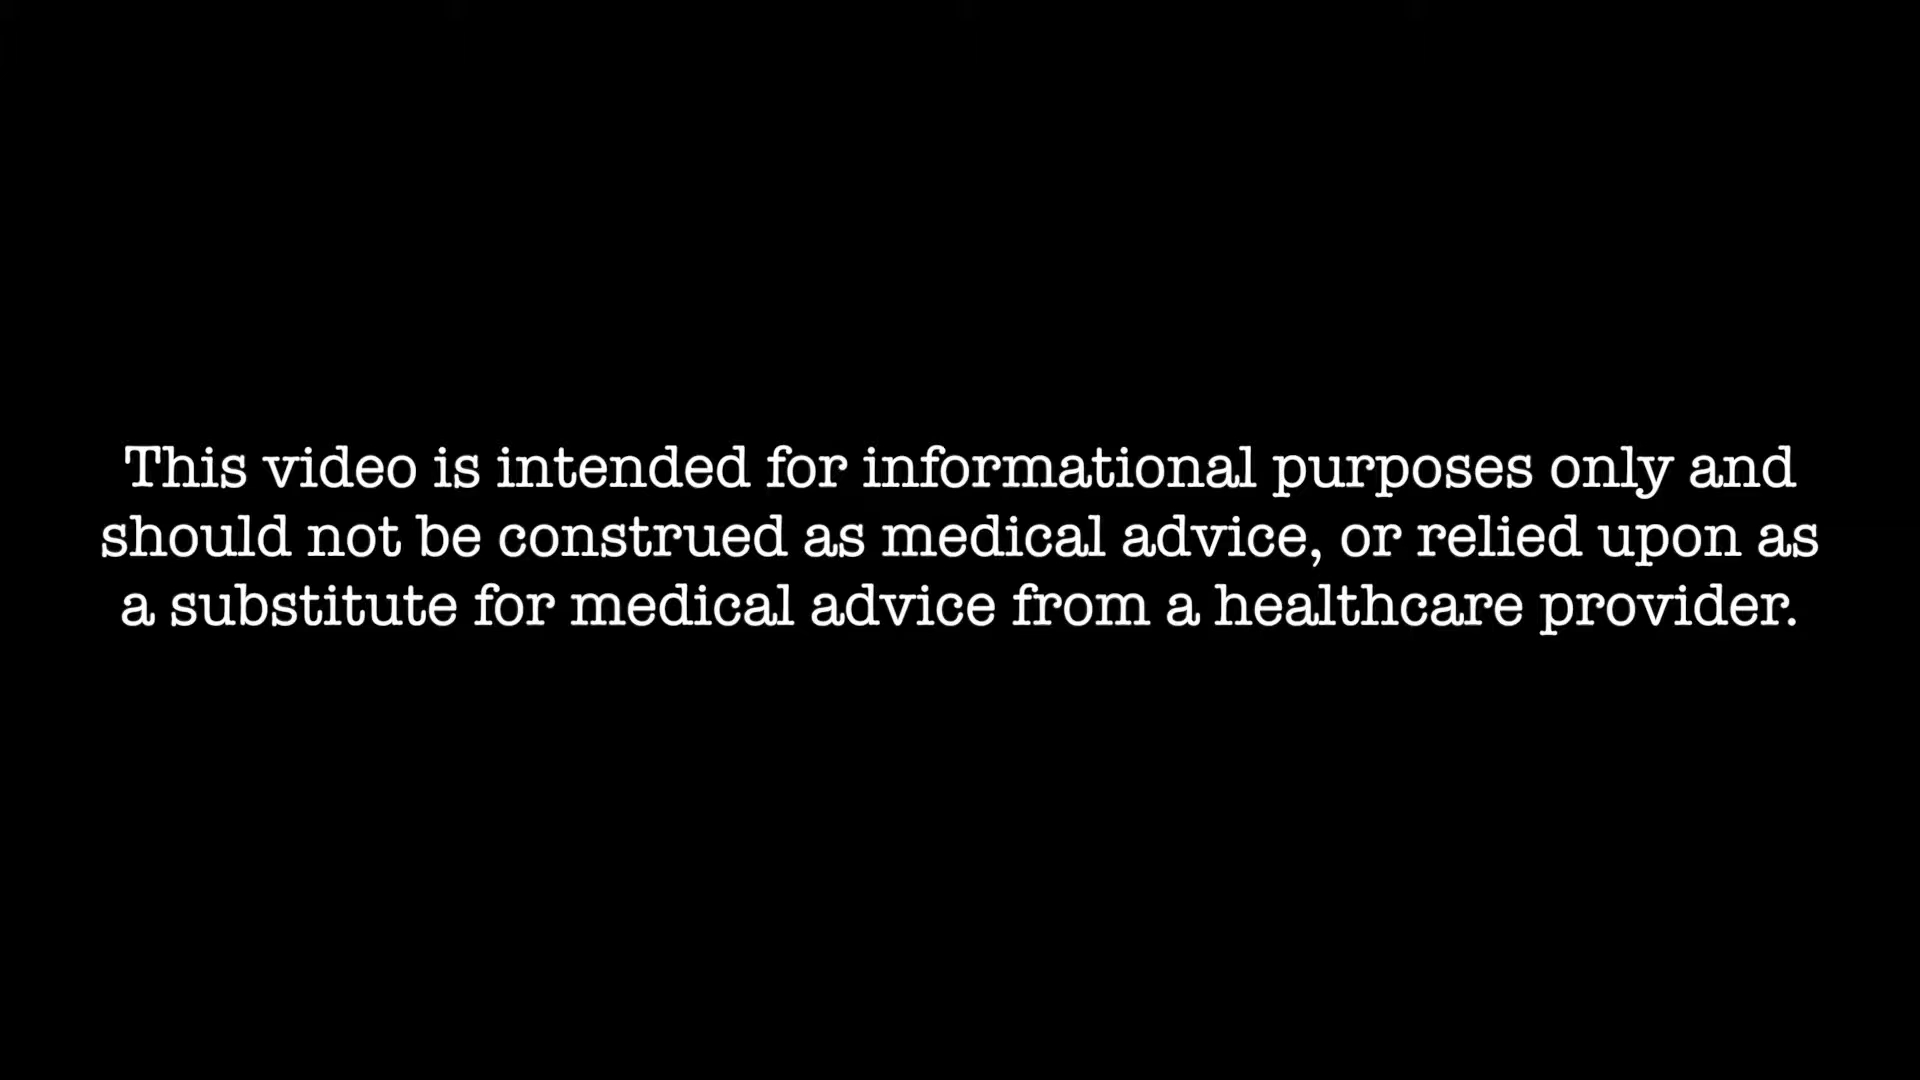 This video is intended for informational purposes only and
should not be construed as medical advice, or relied upon as
a substitute for medical advice from a healthcare provider.